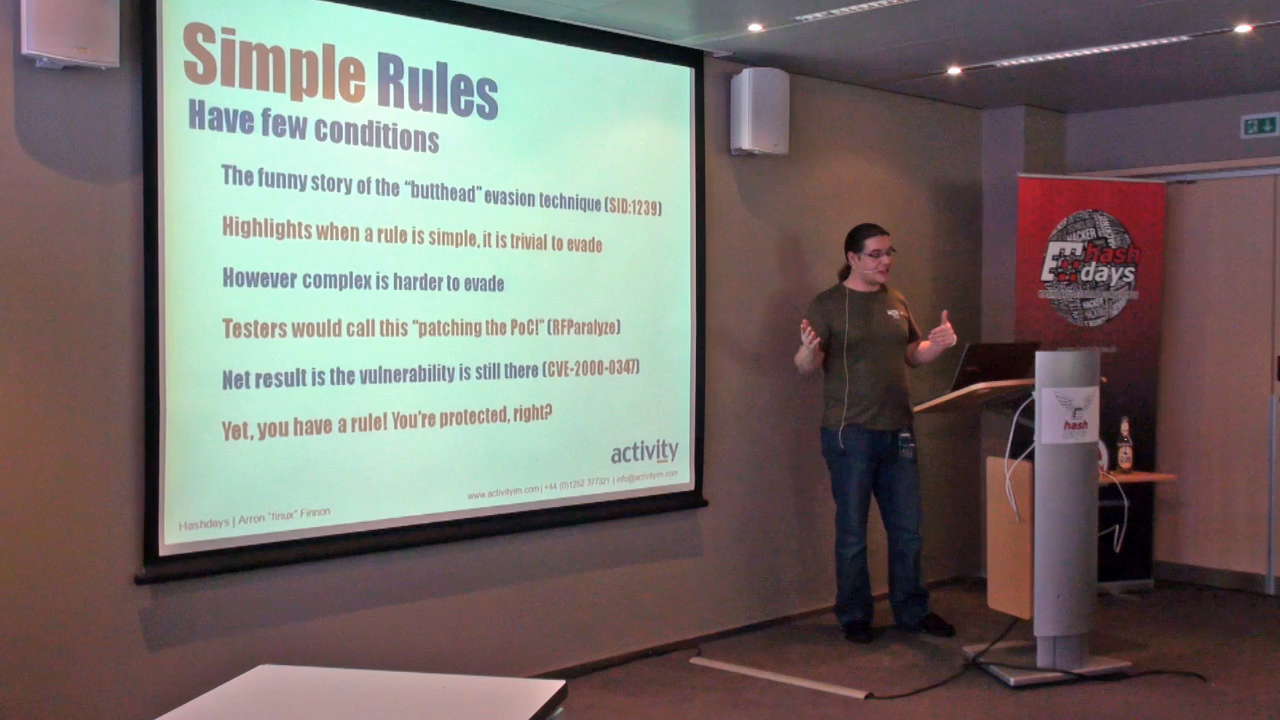 Simple Rules
Have few conditions
The funny story of the "butthead" evasion technique (SID:1239)
Highlights when a rule is simple, it is trivial to evade
However complex is harder to evade
Testers would call this "patching the PoC!" (RFParalyze)
Net result is the vulnerability is still there (CVE-2000-0347)
Yet, you have a rule! You're protected, right?
activity
www.activityim.com | +44 (0)1252 377321 | info@activityim.com
Hashdays | Arron "finux" Finnon
hash
days
HACKER
hash